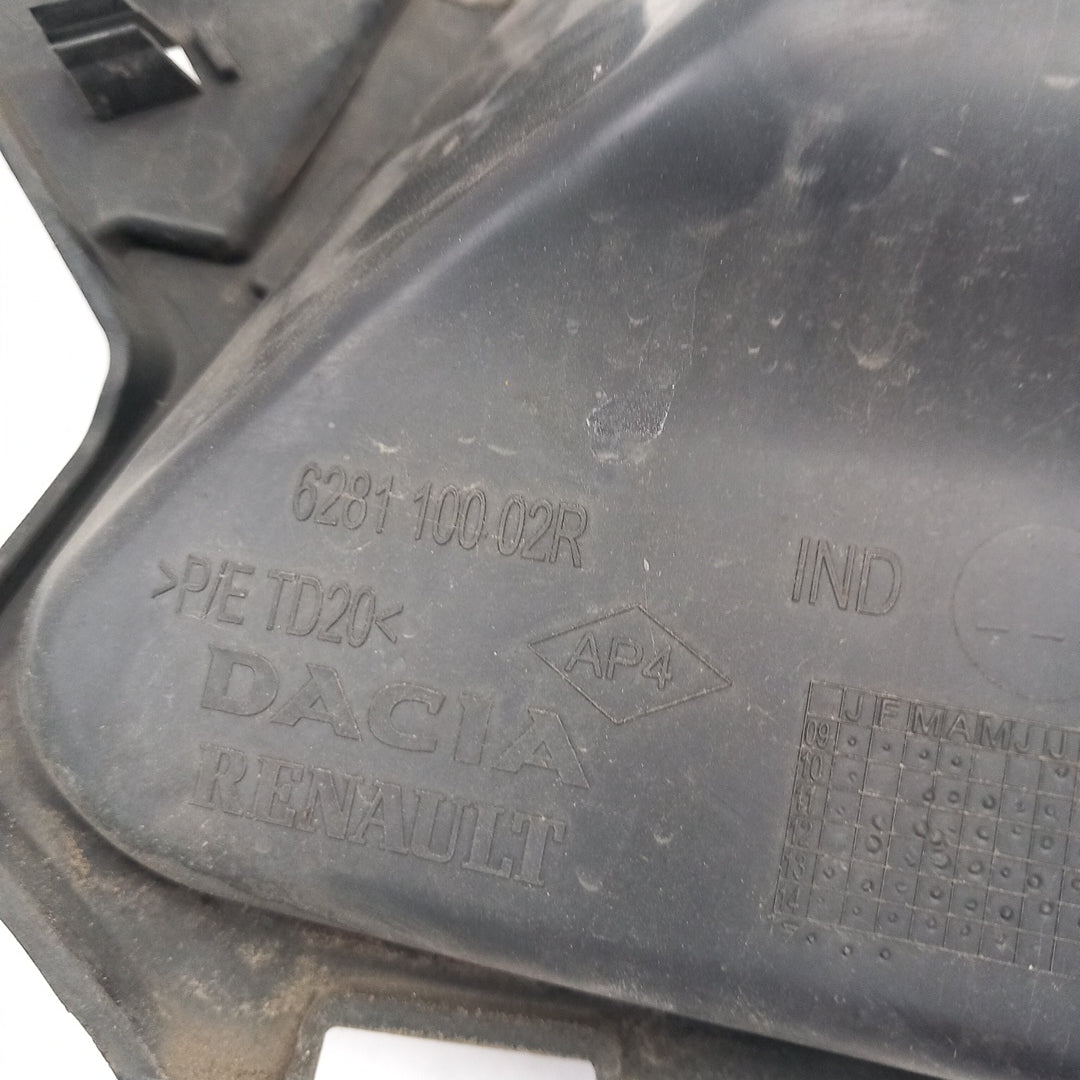 6281 100 02R
>P/E TD20<
AP4
DACIA
RENAULT
IND
J F M A M J J
09
10
11
12
13
14